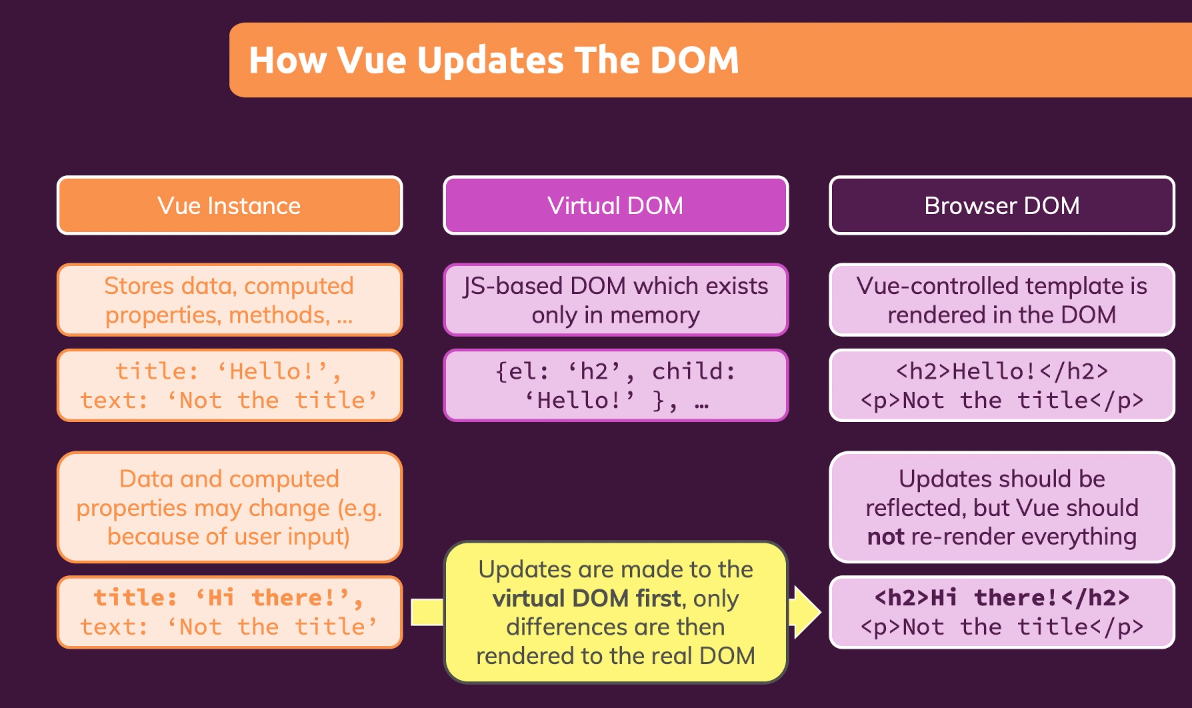 How Vue Updates The DOM
Vue Instance
Virtual DOM
Browser DOM
Stores data, computed
properties, methods, …
JS-based DOM which exists
only in memory
Vue-controlled template is
rendered in the DOM
title: ‘Hello!’,
text: ‘Not the title’
{el: ‘h2’, child:
‘Hello!’ }, …
<h2>Hello!</h2>
<p>Not the title</p>
Data and computed
properties may change (e.g.
because of user input)
Updates should be
reflected, but Vue should
not re-render everything
title: ‘Hi there!’,
text: ‘Not the title’
Updates are made to the
virtual DOM first, only
differences are then
rendered to the real DOM
<h2>Hi there!</h2>
<p>Not the title</p>